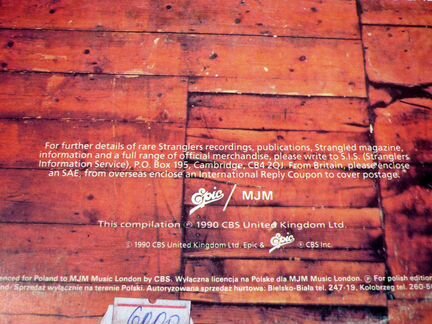 For further details of rare Stranglers recordings, publications, Strangled magazine,
information and a full range of official merchandise, please write to S.I.S. (Stranglers
Information Service), P.O. Box 195, Cambridge, CB4 2QJ. From Britain, please enclose
an SAE, from overseas enclose an International Reply Coupon to cover postage.
Epic / MJM
This compilation ℗ 1990 CBS United Kingdom Ltd.
© 1990 CBS United Kingdom Ltd. Epic & Epic ® CBS Inc.
enced for Poland to MJM Music London by CBS. Wyłączna licencja na Polskę dla MJM Music London. ℗ For polish edition
Sprzedaż wyłącznie na terenie Polski. Autoryzowana sprzedaż hurtowa: Bielsko-Biała tel. 247-19, Kołobrzeg tel. 260-5